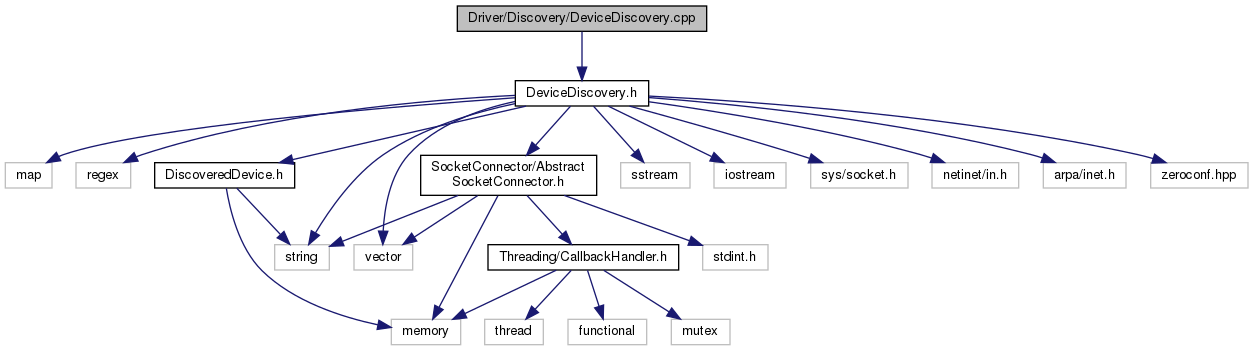 Driver/Discovery/DeviceDiscovery.cpp
DeviceDiscovery.h
map
regex
DiscoveredDevice.h
SocketConnector/Abstract
SocketConnector.h
sstream
iostream
sys/socket.h
netinet/in.h
arpa/inet.h
zeroconf.hpp
string
vector
Threading/CallbackHandler.h
stdint.h
memory
thread
functional
mutex